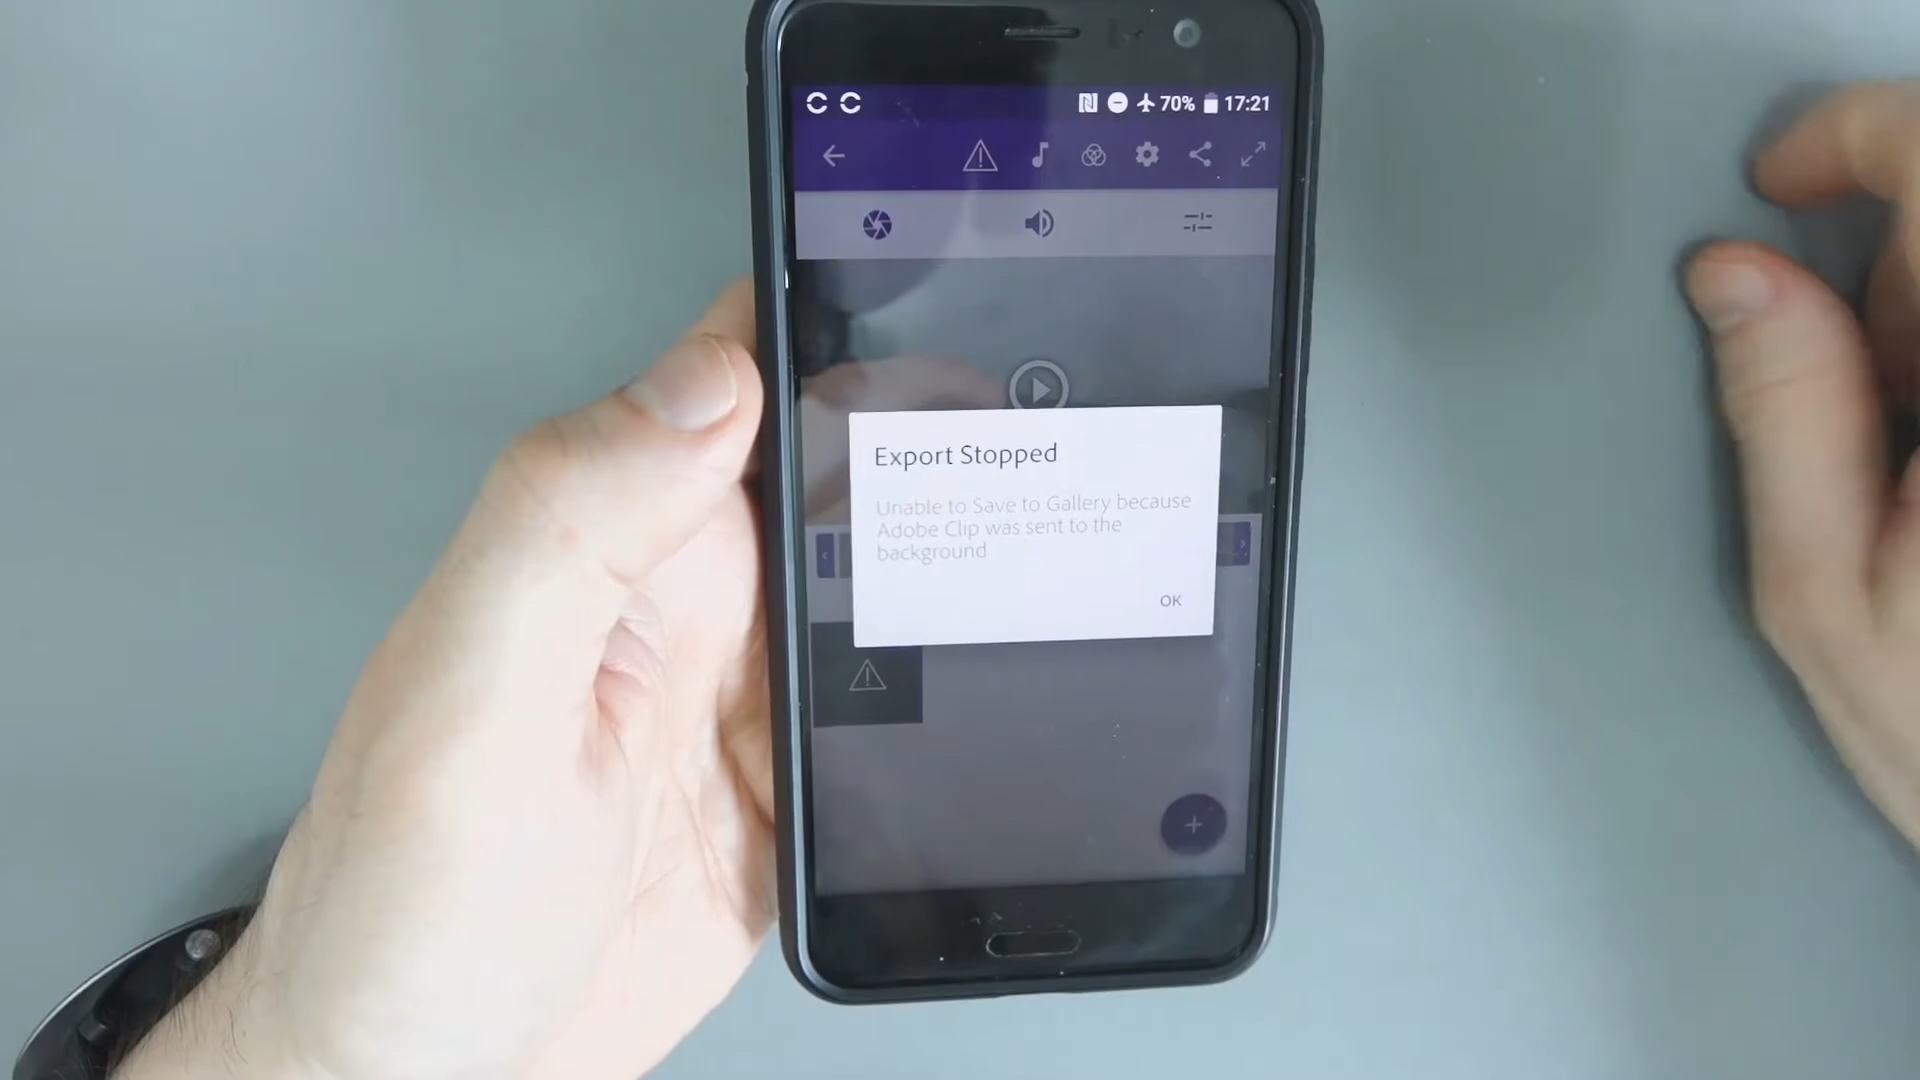 70% 17:21
Export Stopped
Unable to Save to Gallery because
Adobe Clip was sent to the
background
OK